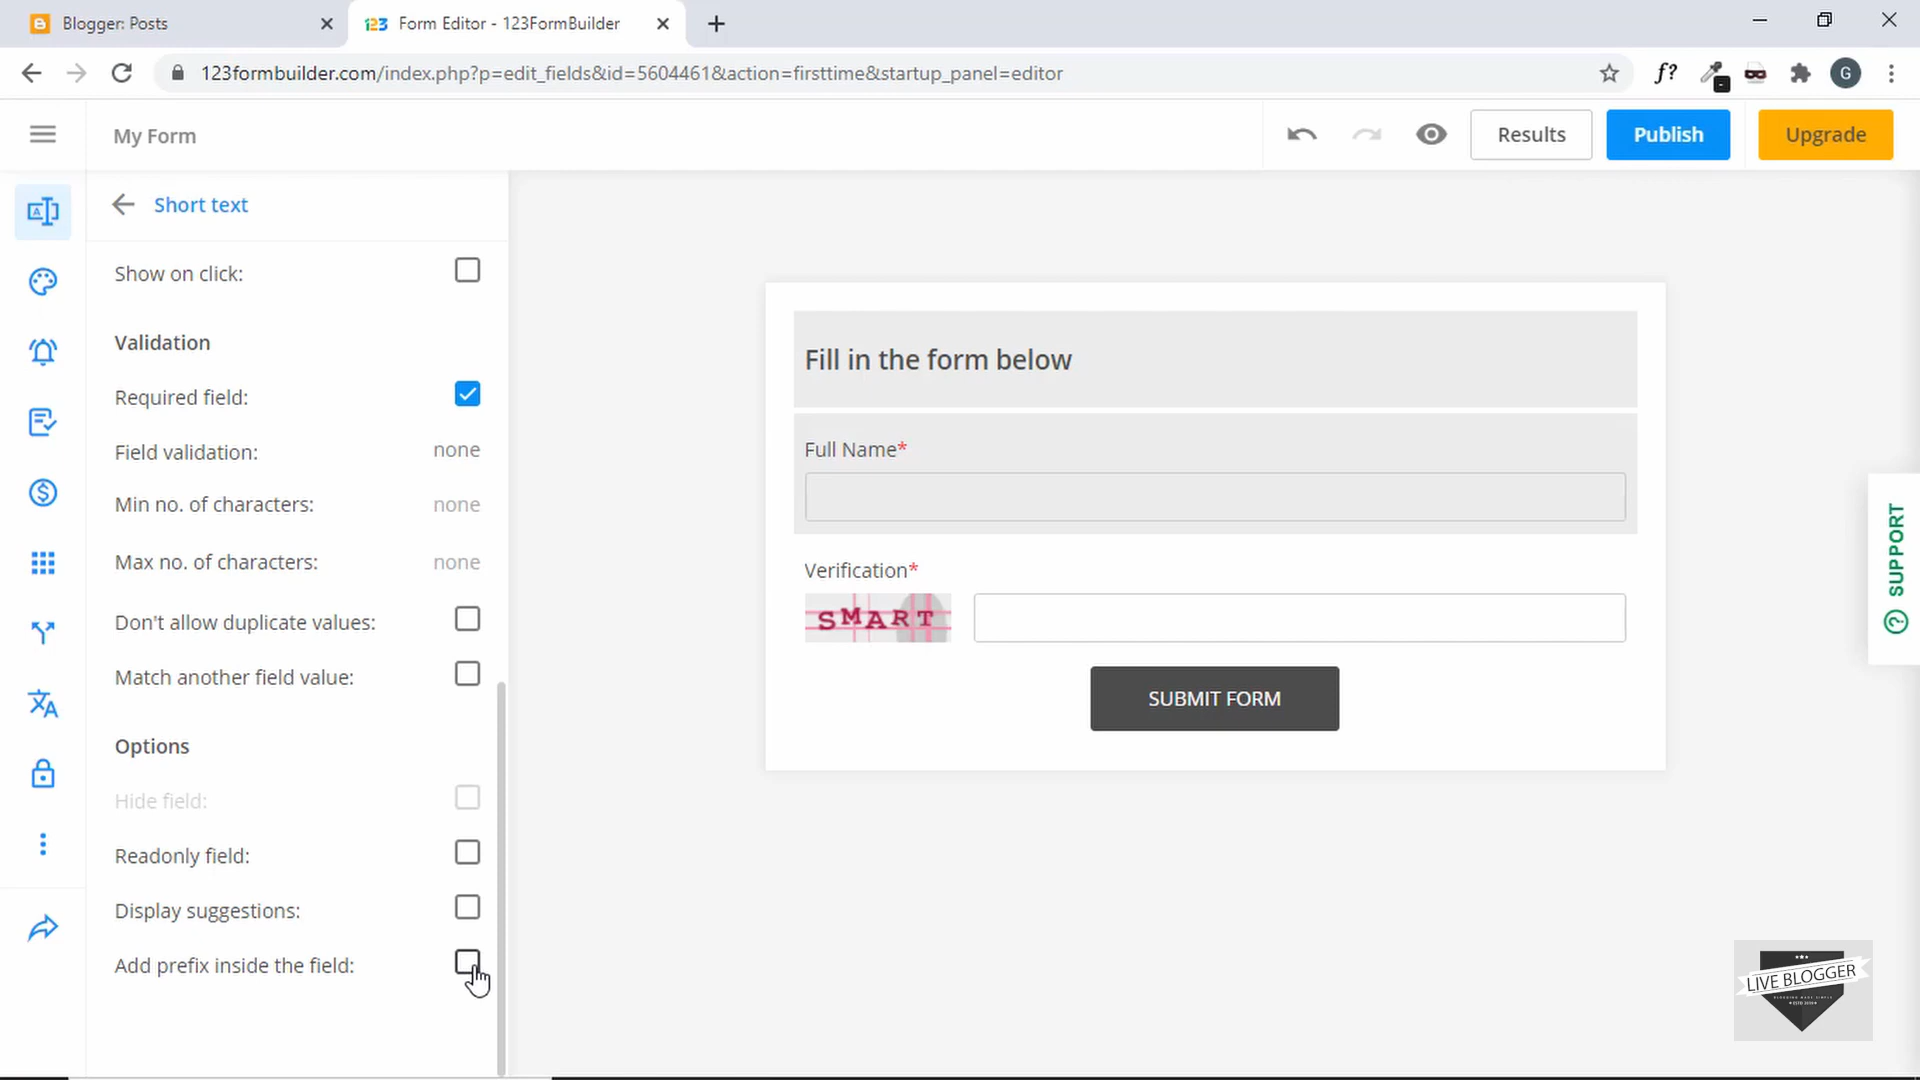 Blogger: Posts
Form Editor - 123FormBuilder
123formbuilder.com/index.php?p=edit_fields&id=5604461&action=firsttime&startup_panel=editor
f?
G
My Form
Results
Publish
Upgrade
Short text
Show on click:
Validation
Required field:
Field validation: none
Min no. of characters: none
Max no. of characters: none
Don't allow duplicate values:
Match another field value:
Options
Hide field:
Readonly field:
Display suggestions:
Add prefix inside the field:
Fill in the form below
Full Name*
Verification*
SMART
SUBMIT FORM
SUPPORT
LIVE BLOGGER